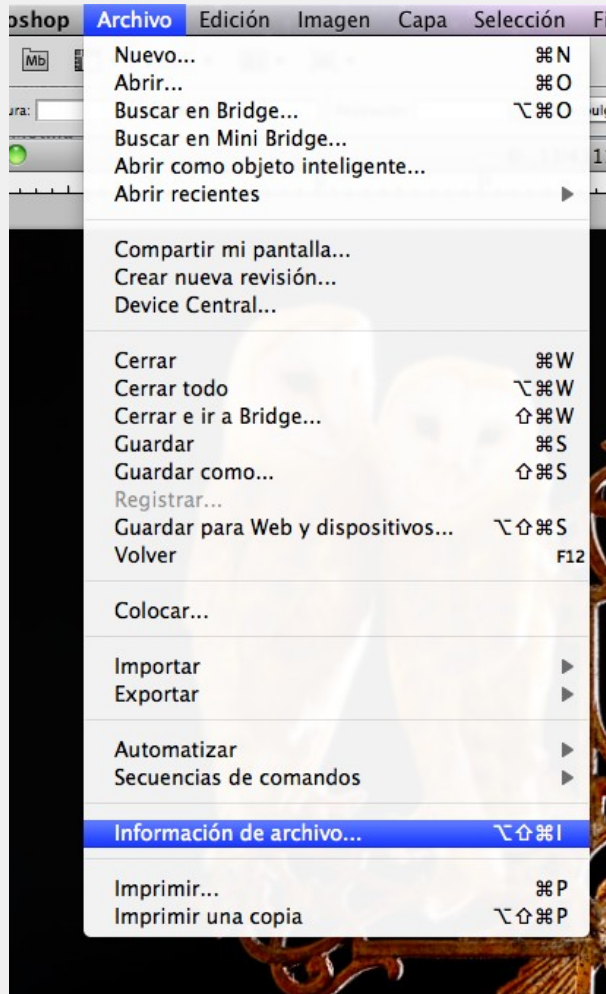 oshop Archivo Edición Imagen Capa Selección Fi
Mb
ura:
Nuevo... ⌘N
Abrir... ⌘O
Buscar en Bridge... ⌥⌘O
Buscar en Mini Bridge...
Abrir como objeto inteligente...
Abrir recientes ▶
Compartir mi pantalla...
Crear nueva revisión...
Device Central...
Cerrar ⌘W
Cerrar todo ⌥⌘W
Cerrar e ir a Bridge... ⇧⌘W
Guardar ⌘S
Guardar como... ⇧⌘S
Registrar...
Guardar para Web y dispositivos... ⌥⇧⌘S
Volver F12
Colocar...
Importar ▶
Exportar ▶
Automatizar ▶
Secuencias de comandos ▶
Información de archivo... ⌥⇧⌘I
Imprimir... ⌘P
Imprimir una copia ⌥⇧⌘P